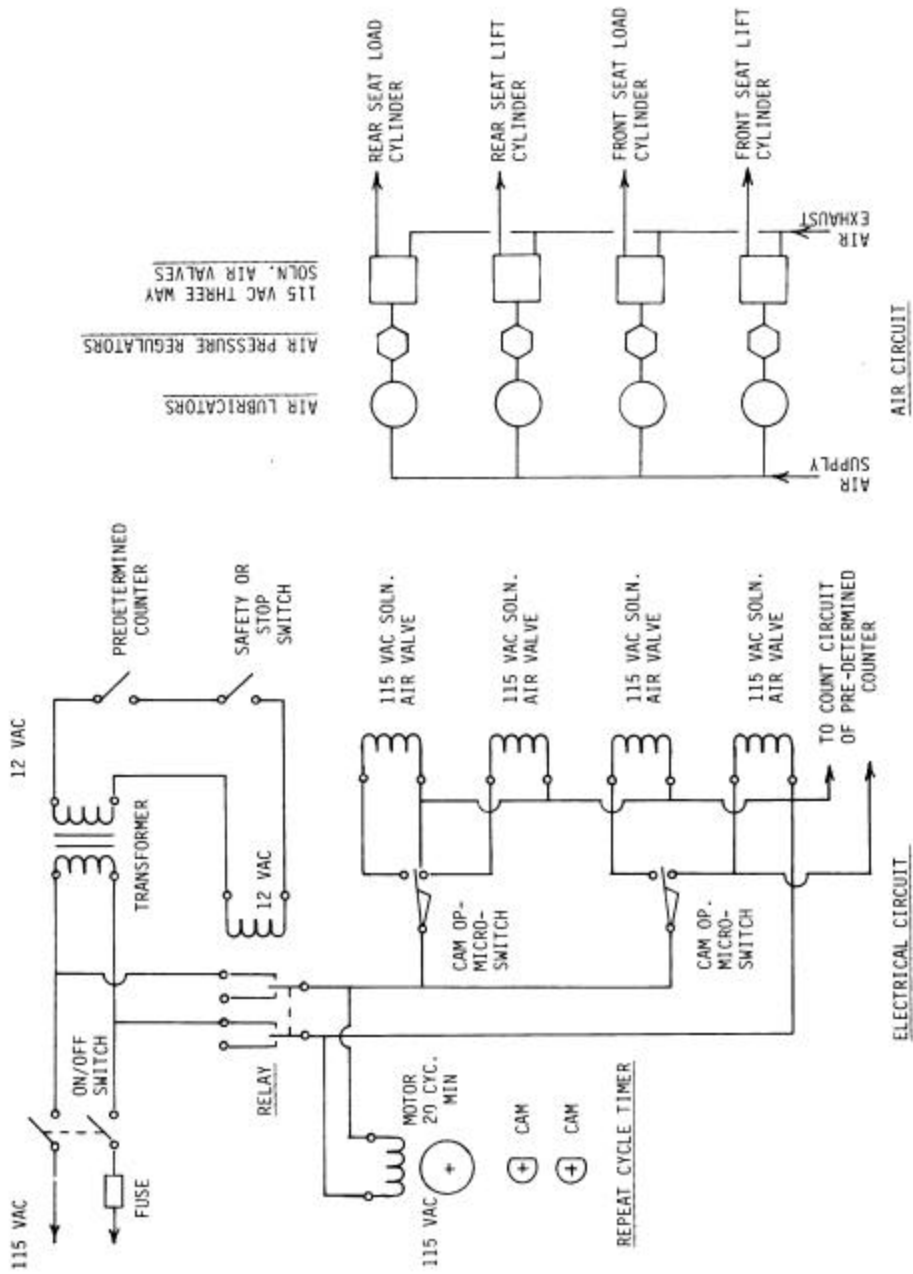 115 VAC
FUSE
ON/OFF
SWITCH
12 VAC
TRANSFORMER
PREDETERMINED
COUNTER
SAFETY OR
STOP
SWITCH
12 VAC
RELAY
MOTOR
20 CYC.
MIN
115 VAC
CAM
CAM
REPEAT CYCLE TIMER
CAM OP-
MICRO-
SWITCH
CAM OP.
MICRO-
SWITCH
115 VAC SOLN.
AIR VALVE
115 VAC SOLN.
AIR VALVE
115 VAC SOLN.
AIR VALVE
115 VAC SOLN.
AIR VALVE
TO COUNT CIRCUIT
OF PRE-DETERMINED
COUNTER
ELECTRICAL CIRCUIT
AIR LUBRICATORS
AIR PRESSURE REGULATORS
115 VAC THREE WAY
SOLN. AIR VALVES
REAR SEAT LOAD
CYLINDER
REAR SEAT LIFT
CYLINDER
FRONT SEAT LOAD
CYLINDER
FRONT SEAT LIFT
CYLINDER
AIR
SUPPLY
AIR
EXHAUST
AIR CIRCUIT